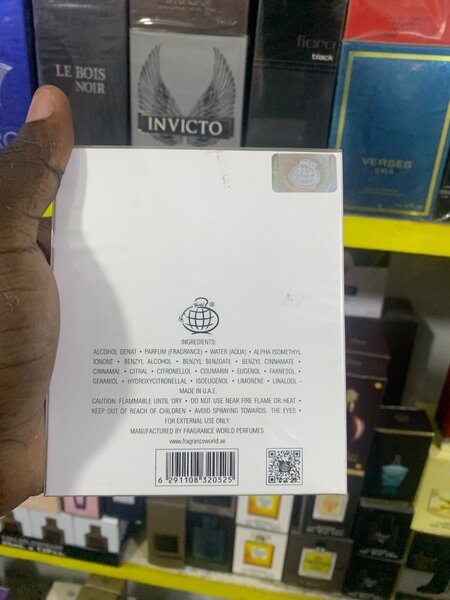 LE BOIS
NOIR
INVICTO
fiero
black
VERSES
ERA
INGREDIENTS:
ALCOHOL DENAT • PARFUM (FRAGRANCE) • WATER (AQUA) • ALPHA ISOMETHYL
IONONE • BENZYL ALCOHOL • BENZYL BENZOATE • BENZYL CINNAMATE •
CINNAMAL • CITRAL • CITRONELLOL • COUMARIN • EUGENOL • FARNESOL •
GERANIOL • HYDROXYCITRONELLAL • ISOEUGENOL • LIMONENE • LINALOOL •
MADE IN U.A.E.
CAUTION: FLAMMABLE UNTIL DRY • DO NOT USE NEAR FIRE FLAME OR HEAT •
KEEP OUT OF REACH OF CHILDREN • AVOID SPRAYING TOWARDS THE EYES •
FOR EXTERNAL USE ONLY.
MANUFACTURED BY FRAGRANCE WORLD PERFUMES
www.fragranceworld.ae
6 291108 320525